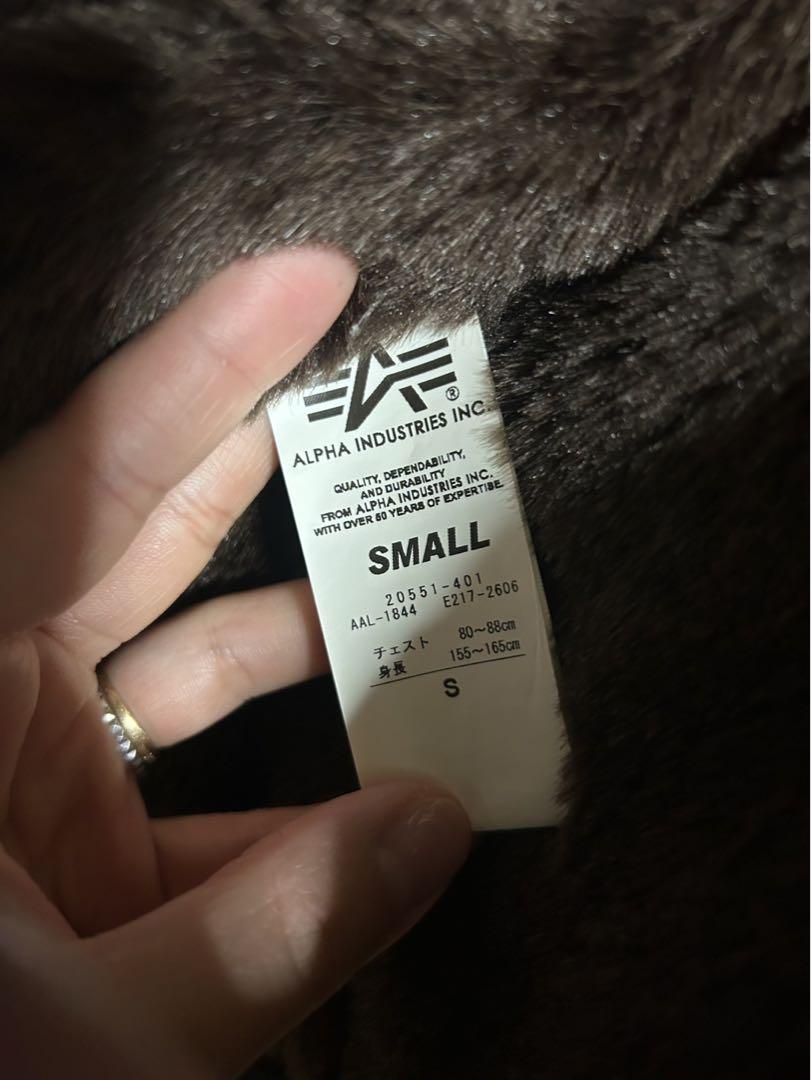 ®
ALPHA INDUSTRIES INC.
QUALITY, DEPENDABILITY,
AND DURABILITY
FROM ALPHA INDUSTRIES INC.
WITH OVER 50 YEARS OF EXPERTISE.
SMALL
20551-401
AAL-1844 E217-2606
チェスト 80～88cm
身長 155～165cm
S